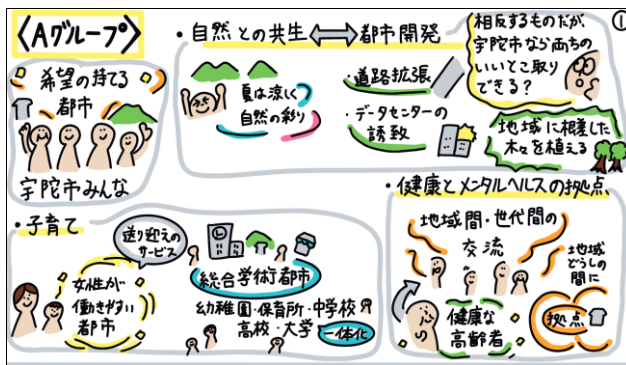 〈Aグループ〉
希望の持てる
都市
宇陀市みんな
・自然との共生 ⟷ 都市開発
夏は涼しく
自然の彩り
・道路拡張
・データセンターの
誘致
相反するものだが、
宇陀市なら両方の
いいとこ取り
できる?
①
地域に根差した
木々を植える
・子育て
送り迎えの
サービス
女性が
働きやすい
都市
総合学術都市
幼稚園・保育所・中学校
高校・大学
一体化
・健康とメンタルヘルスの拠点
地域間・世代間の
交流
健康な
高齢者
地域
どうしの
間に
拠点